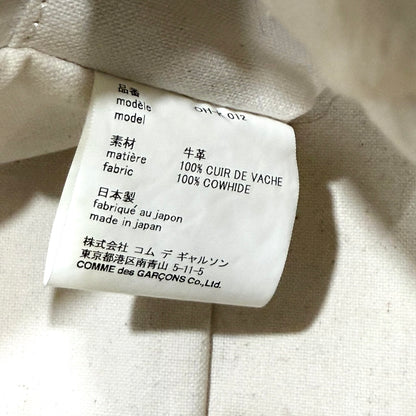 品番
modèle
model OH-K 012
素材 牛革
matière 100% CUIR DE VACHE
fabric 100% COWHIDE
日本製
fabriqué au japon
made in japan
株式会社 コム デ ギャルソン
東京都港区南青山 5-11-5
COMME des GARÇONS Co.,Ltd.